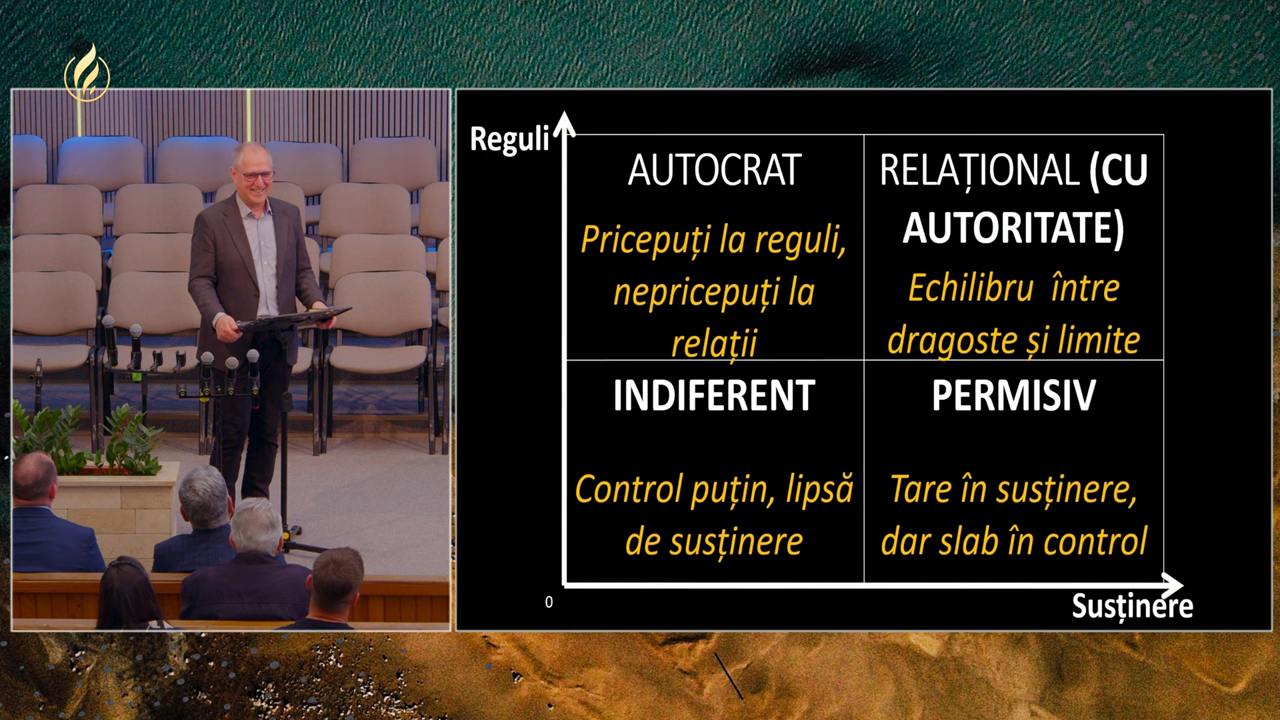 Reguli
AUTOCRAT
Pricepuți la reguli,
nepricepuți la
relații
RELAȚIONAL (CU
AUTORITATE)
Echilibru între
dragoste și limite
INDIFERENT
Control puțin, lipsă
de susținere
PERMISIV
Tare în susținere,
dar slab în control
0
Susținere